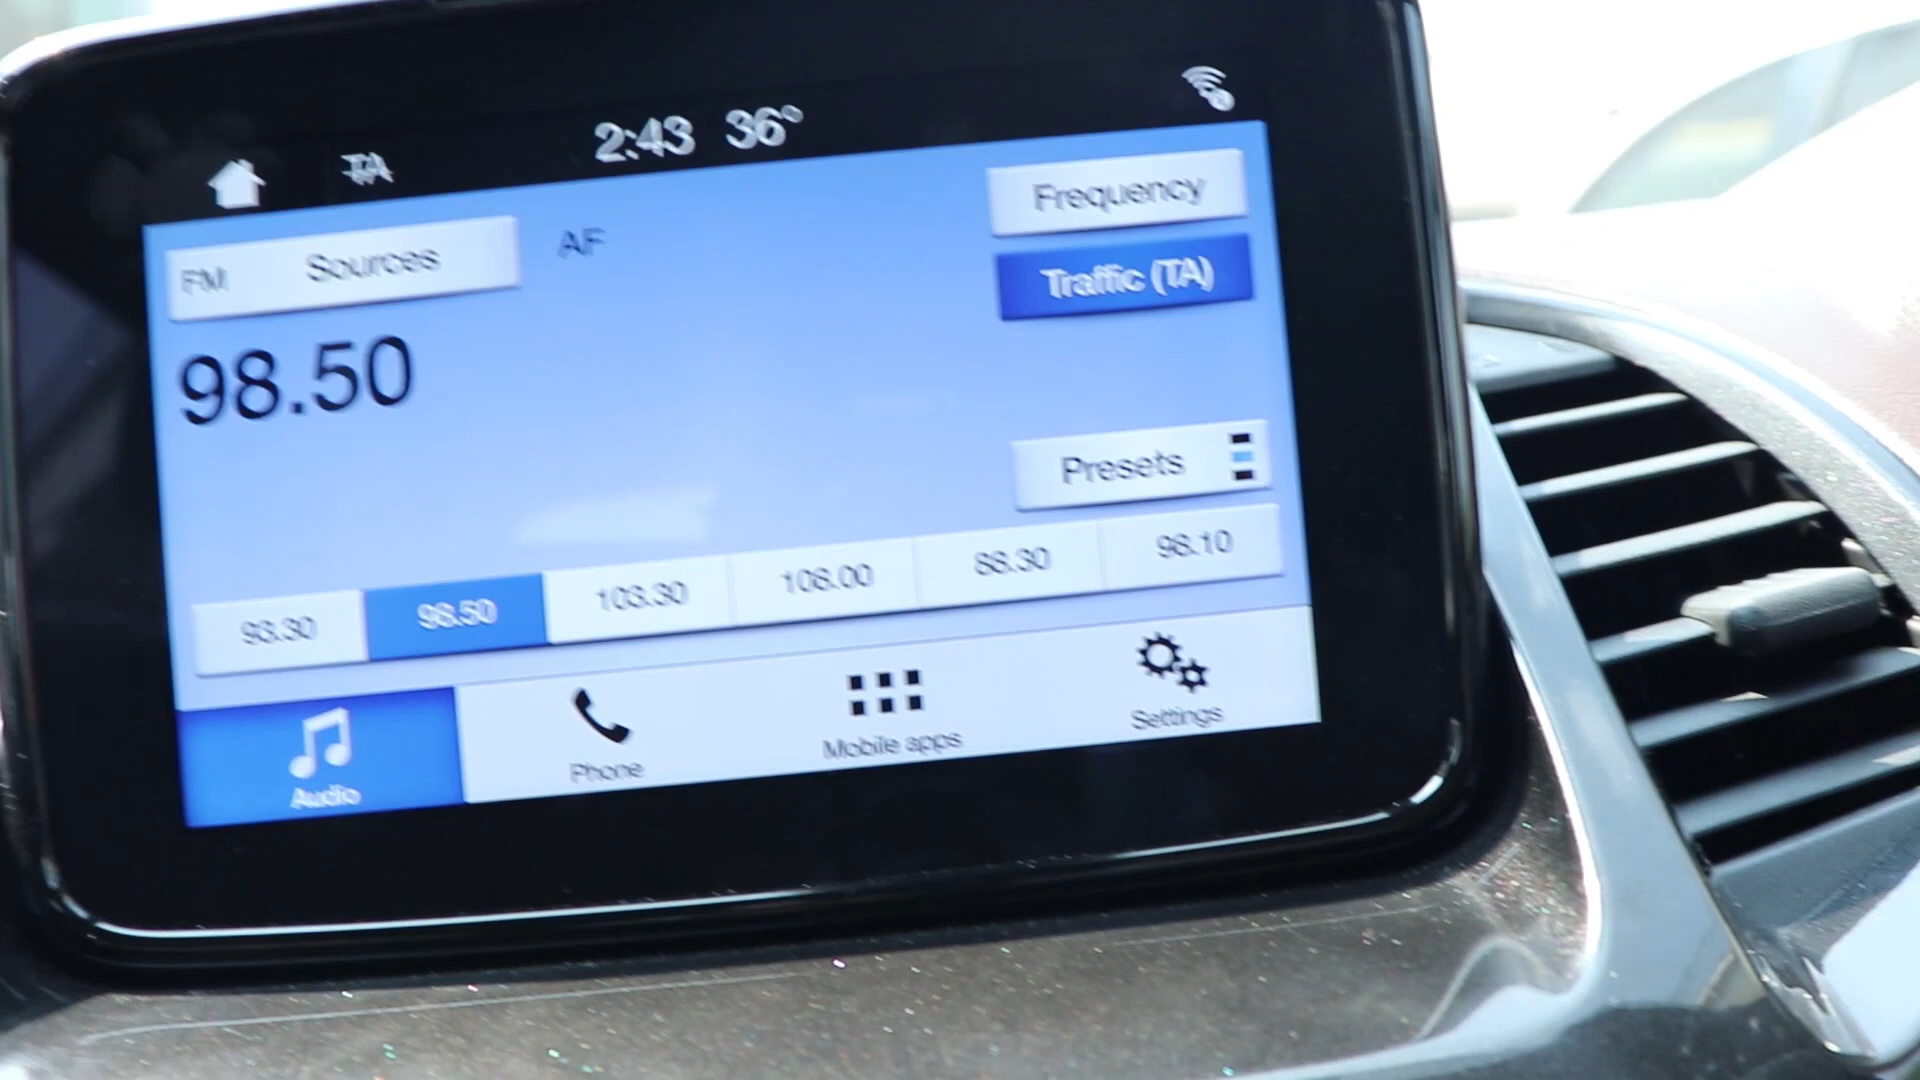 TA 2:43 36°
FM Sources AF Frequency
Traffic (TA)
98.50
Presets
93.30 98.50 103.30 108.00 88.30 98.10
Audio Phone Mobile apps Settings